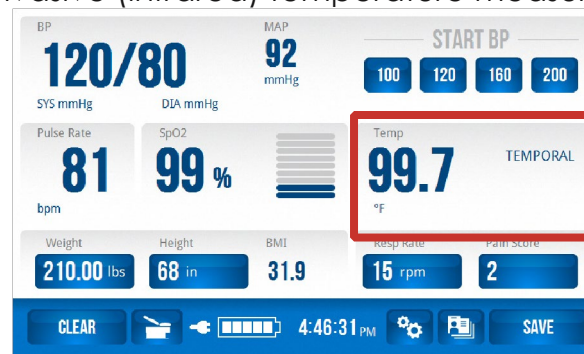 BP
MAP
START BP
120/80
92
mmHg
100 120 160 200
SYS mmHg DIA mmHg
Pulse Rate SpO2 Temp
81 99 % 99.7 TEMPORAL
bpm °F
Weight Height BMI Resp Rate Pain Score
210.00 lbs 68 in 31.9 15 rpm 2
CLEAR 4:46:31 PM SAVE